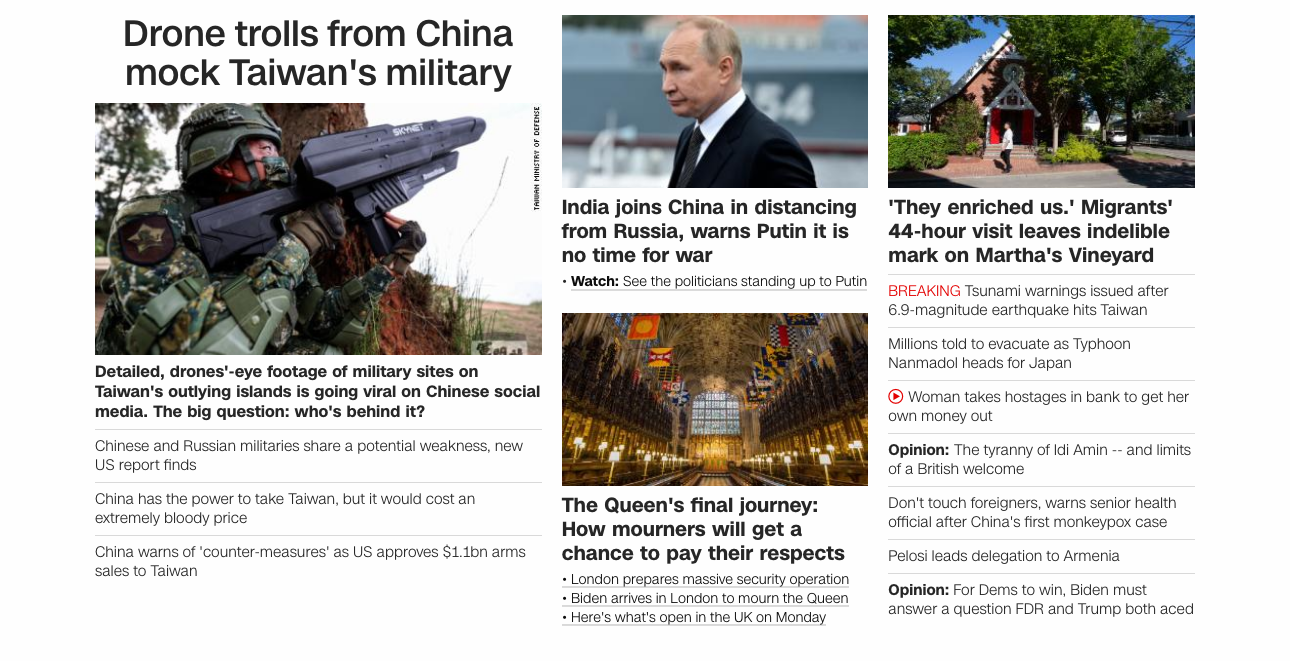 Drone trolls from China
mock Taiwan's military
SKYNET
TAIWAN MINISTRY OF DEFENSE
Detailed, drones'-eye footage of military sites on
Taiwan's outlying islands is going viral on Chinese social
media. The big question: who's behind it?
Chinese and Russian militaries share a potential weakness, new
US report finds
China has the power to take Taiwan, but it would cost an
extremely bloody price
China warns of 'counter-measures' as US approves $1.1bn arms
sales to Taiwan
54
India joins China in distancing
from Russia, warns Putin it is
no time for war
• Watch: See the politicians standing up to Putin
The Queen's final journey:
How mourners will get a
chance to pay their respects
• London prepares massive security operation
• Biden arrives in London to mourn the Queen
• Here's what's open in the UK on Monday
'They enriched us.' Migrants'
44-hour visit leaves indelible
mark on Martha's Vineyard
BREAKING Tsunami warnings issued after
6.9-magnitude earthquake hits Taiwan
Millions told to evacuate as Typhoon
Nanmadol heads for Japan
Woman takes hostages in bank to get her
own money out
Opinion: The tyranny of Idi Amin -- and limits
of a British welcome
Don't touch foreigners, warns senior health
official after China's first monkeypox case
Pelosi leads delegation to Armenia
Opinion: For Dems to win, Biden must
answer a question FDR and Trump both aced